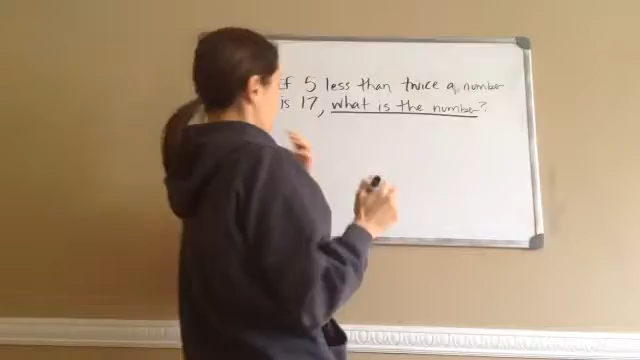 If 5 less than twice a number
is 17, what is the number?